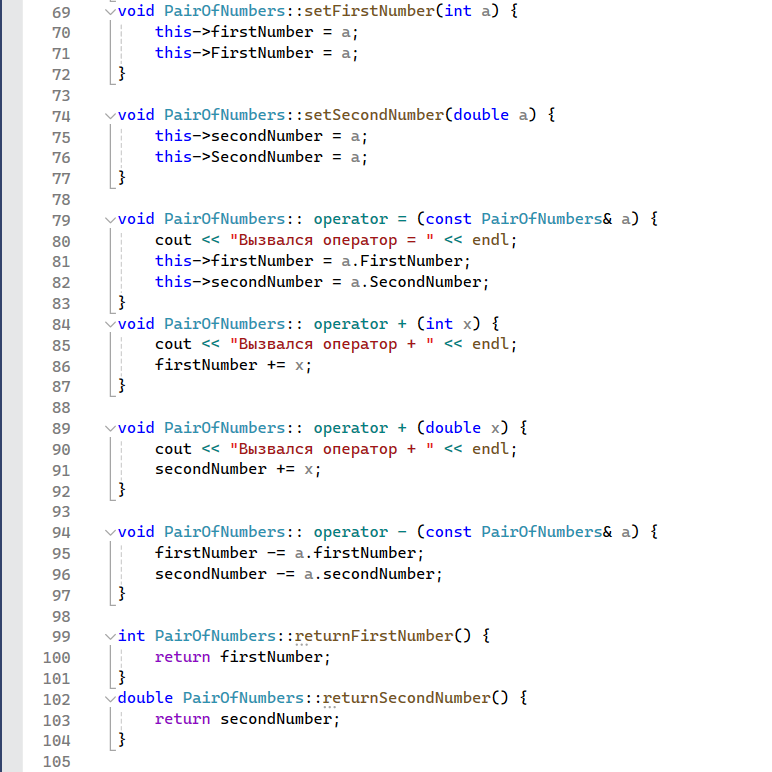 69 void PairOfNumbers::setFirstNumber(int a) {
70 this->firstNumber = a;
71 this->FirstNumber = a;
72 }
73
74 void PairOfNumbers::setSecondNumber(double a) {
75 this->secondNumber = a;
76 this->SecondNumber = a;
77 }
78
79 void PairOfNumbers:: operator = (const PairOfNumbers& a) {
80 cout << "Вызвался оператор = " << endl;
81 this->firstNumber = a.FirstNumber;
82 this->secondNumber = a.SecondNumber;
83 }
84 void PairOfNumbers:: operator + (int x) {
85 cout << "Вызвался оператор + " << endl;
86 firstNumber += x;
87 }
88
89 void PairOfNumbers:: operator + (double x) {
90 cout << "Вызвался оператор + " << endl;
91 secondNumber += x;
92 }
93
94 void PairOfNumbers:: operator - (const PairOfNumbers& a) {
95 firstNumber -= a.firstNumber;
96 secondNumber -= a.secondNumber;
97 }
98
99 int PairOfNumbers::returnFirstNumber() {
100 return firstNumber;
101 }
102 double PairOfNumbers::returnSecondNumber() {
103 return secondNumber;
104 }
105